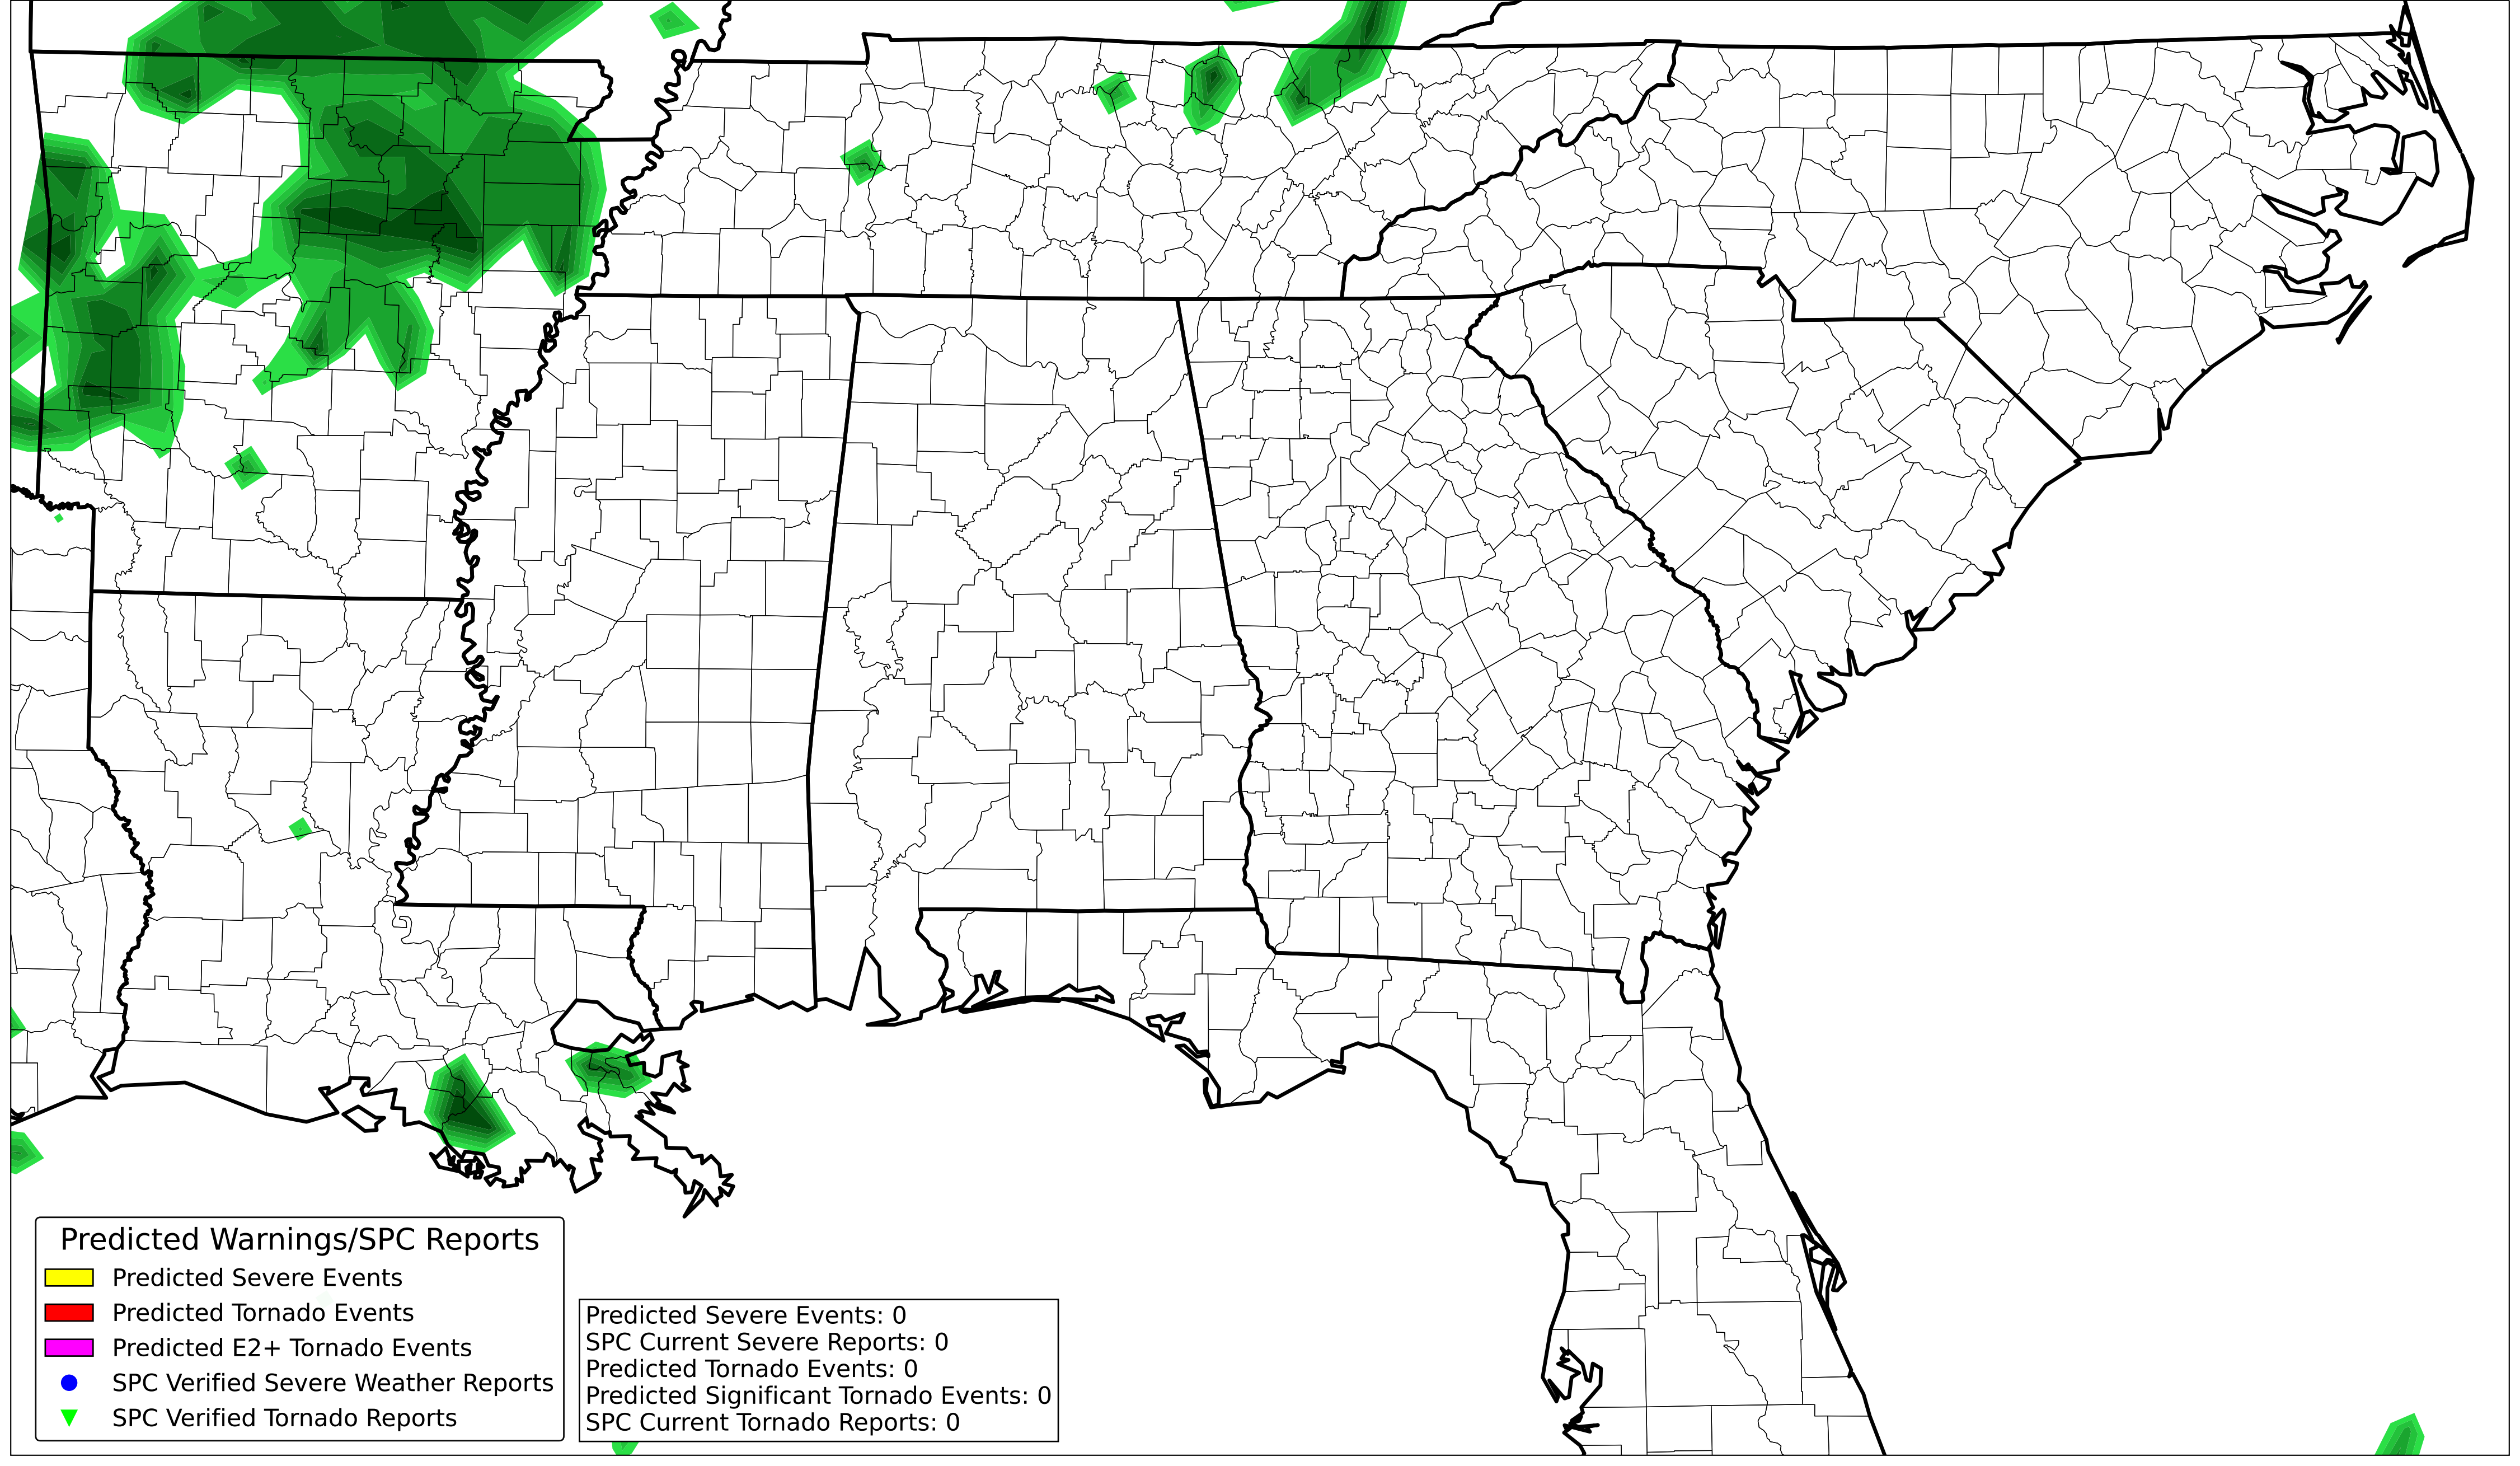 Predicted Warnings/SPC Reports
Predicted Severe Events
Predicted Tornado Events
Predicted E2+ Tornado Events
SPC Verified Severe Weather Reports
SPC Verified Tornado Reports
Predicted Severe Events: 0
SPC Current Severe Reports: 0
Predicted Tornado Events: 0
Predicted Significant Tornado Events: 0
SPC Current Tornado Reports: 0